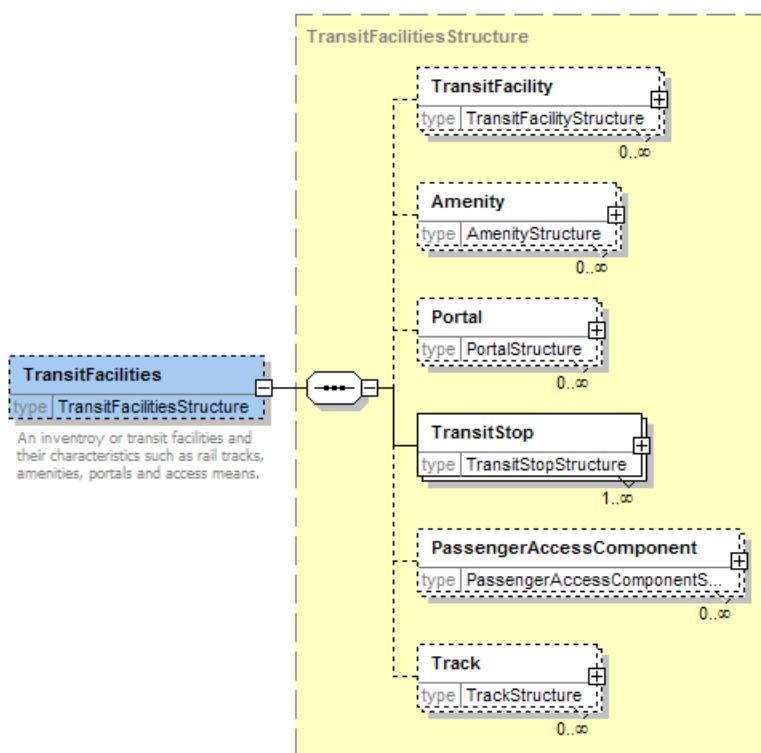 TransitFacilitiesStructure
TransitFacility
type TransitFacilityStructure
0..∞
Amenity
type AmenityStructure
0..∞
Portal
type PortalStructure
0..∞
TransitFacilities
type TransitFacilitiesStructure
An inventroy or transit facilities and
their characteristics such as rail tracks,
amenities, portals and access means.
TransitStop
type TransitStopStructure
1..∞
PassengerAccessComponent
type PassengerAccessComponentS...
0..∞
Track
type TrackStructure
0..∞